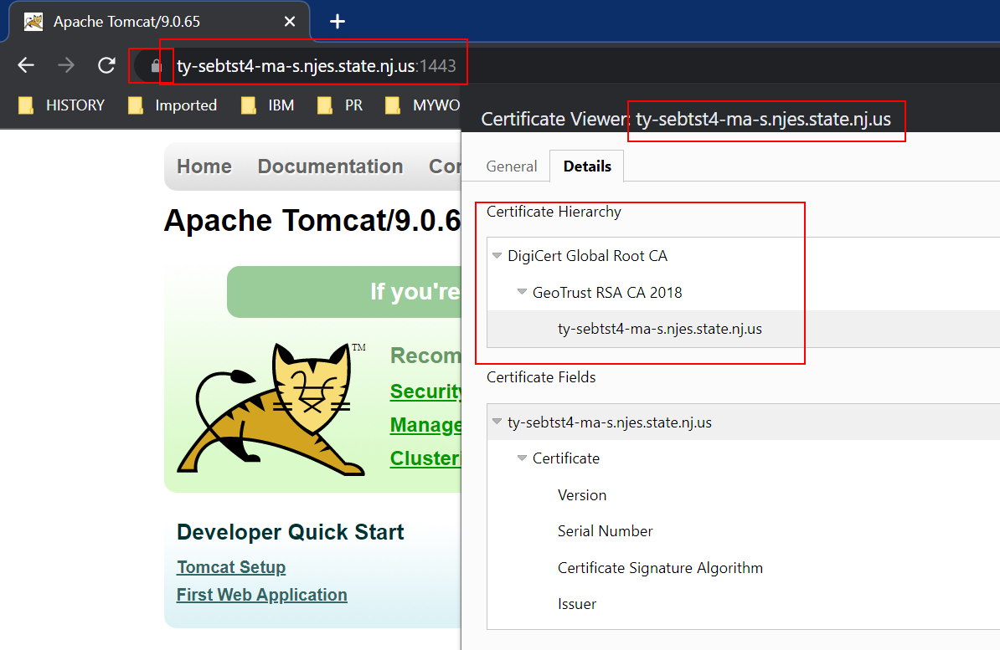 Apache Tomcat/9.0.65
ty-sebtst4-ma-s.njes.state.nj.us:1443
HISTORY Imported IBM PR MYWO
Certificate Viewer: ty-sebtst4-ma-s.njes.state.nj.us
General Details
Home Documentation Con
Apache Tomcat/9.0.6
If you're
TM
Recom
Security
Manage
Cluster
Developer Quick Start
Tomcat Setup
First Web Application
Certificate Hierarchy
DigiCert Global Root CA
GeoTrust RSA CA 2018
ty-sebtst4-ma-s.njes.state.nj.us
Certificate Fields
ty-sebtst4-ma-s.njes.state.nj.us
Certificate
Version
Serial Number
Certificate Signature Algorithm
Issuer